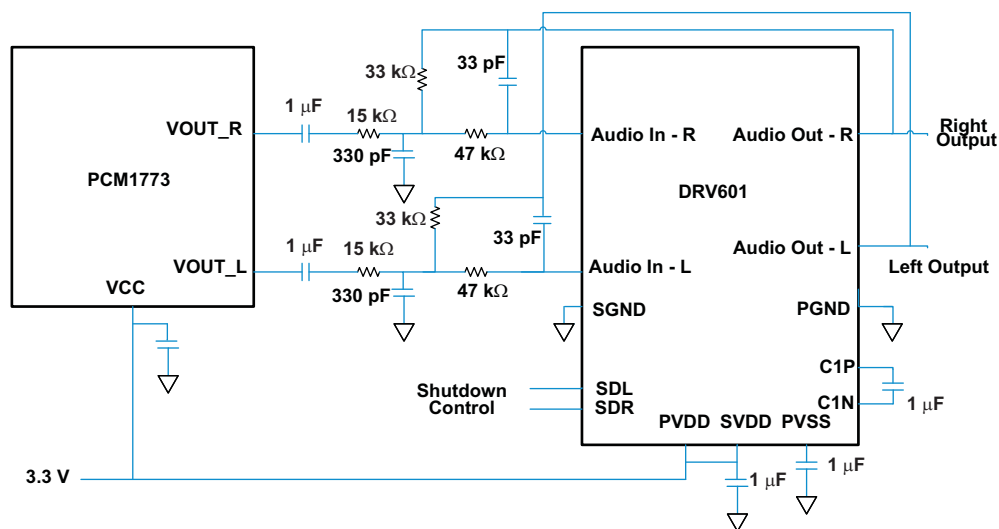 33 kΩ
33 pF
1 μF
15 kΩ
VOUT_R
330 pF
47 kΩ
Audio In - R
Audio Out - R
Right
Output
PCM1773
DRV601
33 kΩ
33 pF
1 μF
15 kΩ
VOUT_L
330 pF
47 kΩ
Audio In - L
Audio Out - L
Left Output
VCC
SGND
PGND
C1P
C1N
1 μF
Shutdown
Control
SDL
SDR
PVDD
SVDD
PVSS
3.3 V
1 μF
1 μF